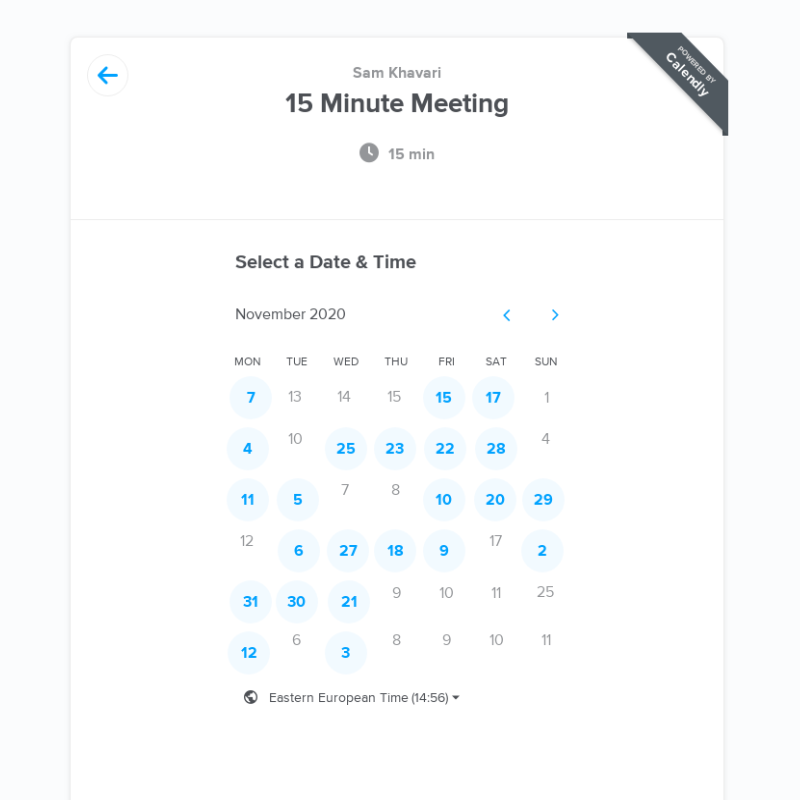 POWERED BY
Calendly
Sam Khavari
15 Minute Meeting
15 min
Select a Date & Time
November 2020
MON TUE WED THU FRI SAT SUN
7 13 14 15 15 17 1
4 10 25 23 22 28 4
11 5 7 8 10 20 29
12 6 27 18 9 17 2
31 30 21 9 10 11 25
12 6 3 8 9 10 11
Eastern European Time (14:56)